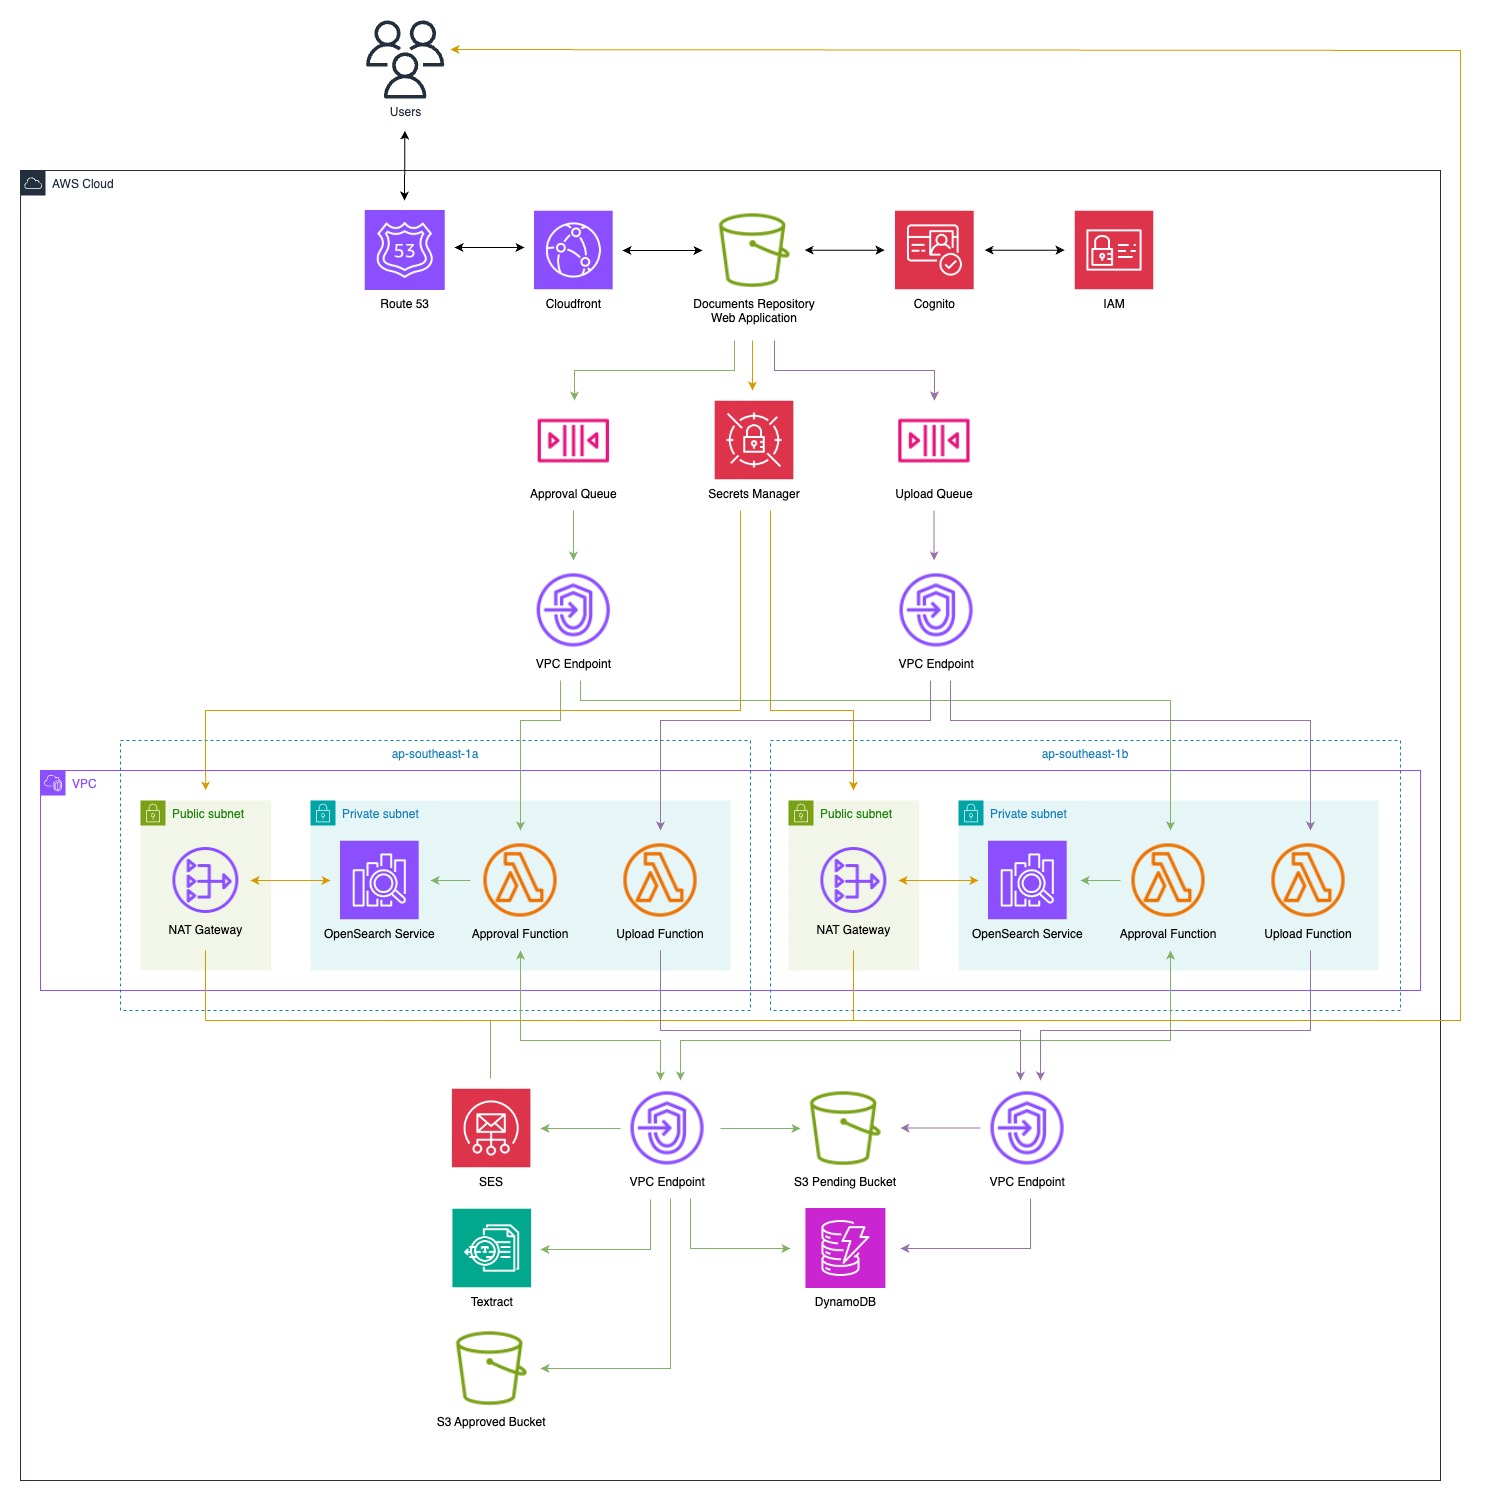 Users
AWS Cloud
53
Route 53
Cloudfront
Documents Repository
Web Application
Cognito
IAM
Approval Queue
Secrets Manager
Upload Queue
VPC Endpoint
VPC Endpoint
ap-southeast-1a
ap-southeast-1b
VPC
Public subnet
Private subnet
Public subnet
Private subnet
NAT Gateway
OpenSearch Service
Approval Function
Upload Function
NAT Gateway
OpenSearch Service
Approval Function
Upload Function
SES
VPC Endpoint
S3 Pending Bucket
VPC Endpoint
T
Textract
DynamoDB
S3 Approved Bucket